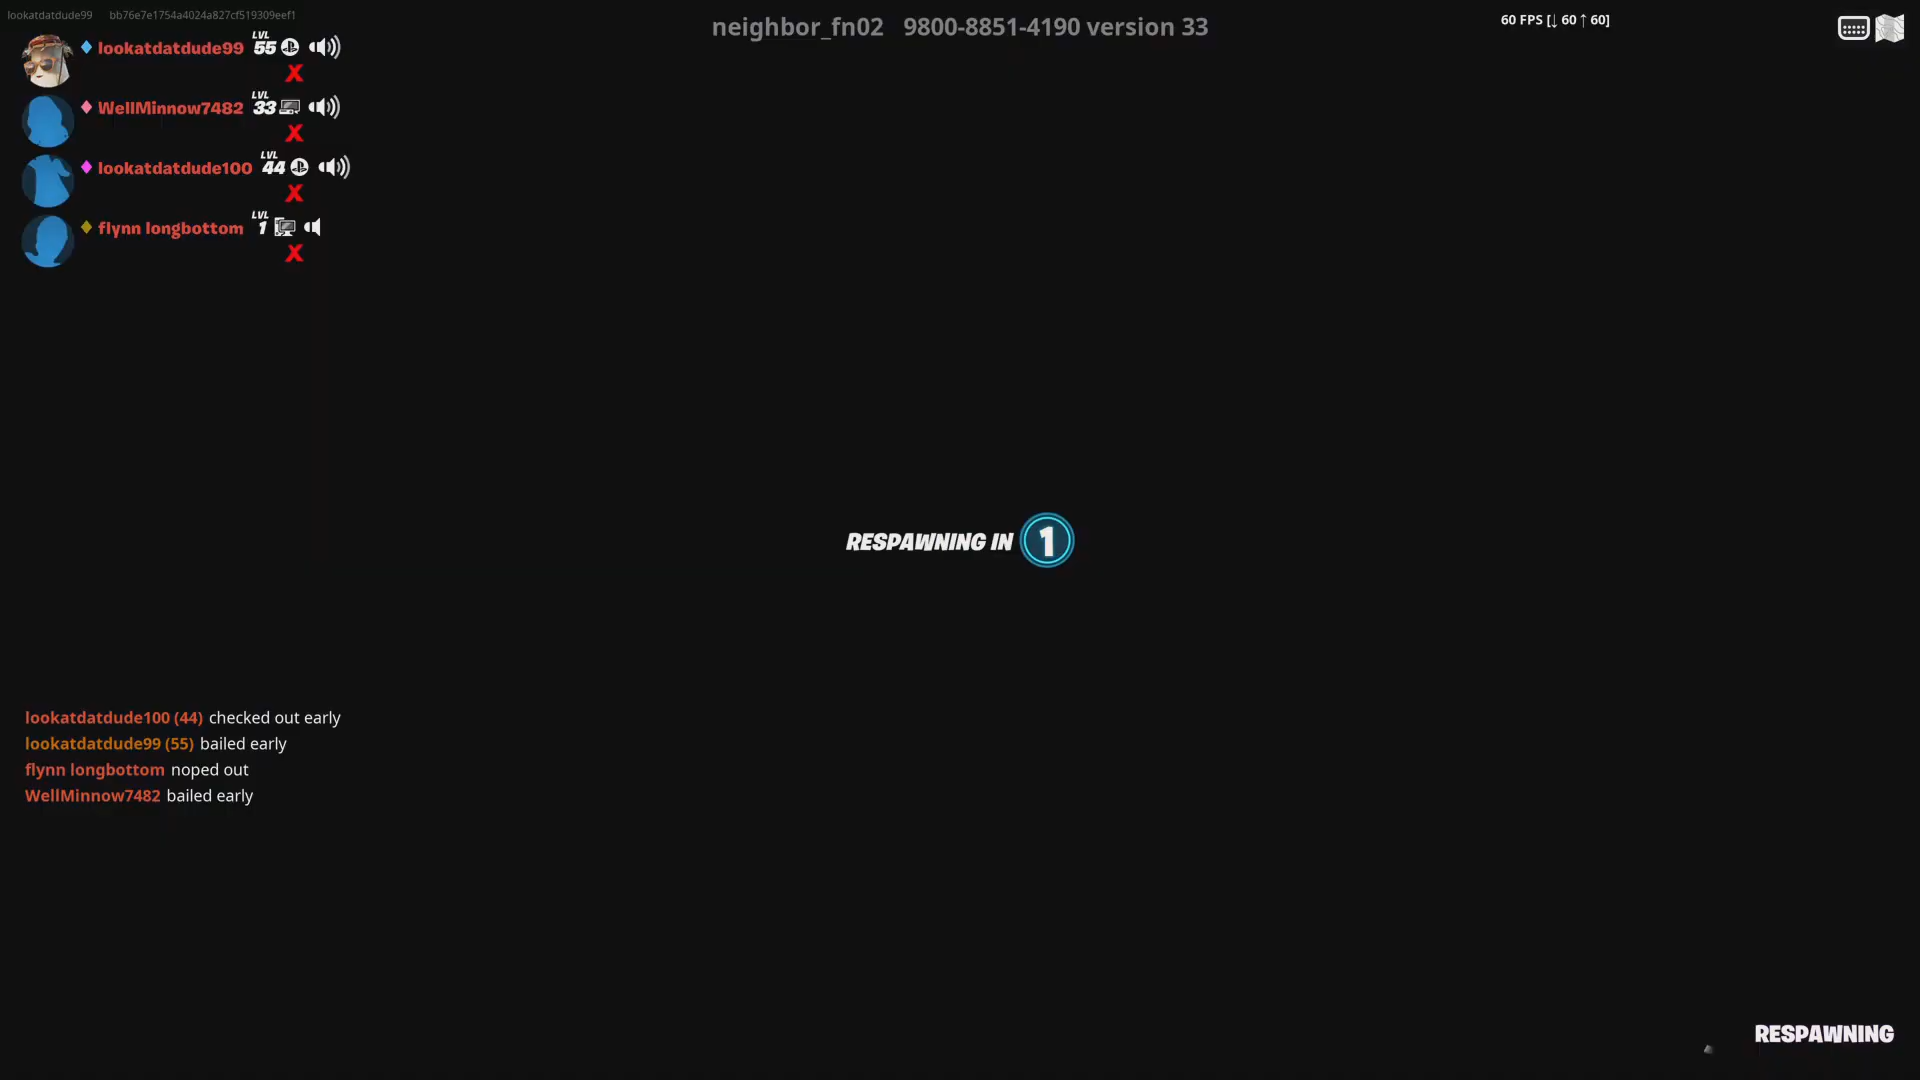 lookatdatdude99 bb76e7e1754a4024a827cf519309eef1
neighbor_fn02 9800-8851-4190 version 33
60 FPS [↓ 60 ↑ 60]
lookatdatdude99 LVL 55
X
WellMinnow7482 LVL 33
X
lookatdatdude100 LVL 44
X
flynn longbottom LVL 1
X
RESPAWNING IN 1
lookatdatdude100 (44) checked out early
lookatdatdude99 (55) bailed early
flynn longbottom noped out
WellMinnow7482 bailed early
RESPAWNING